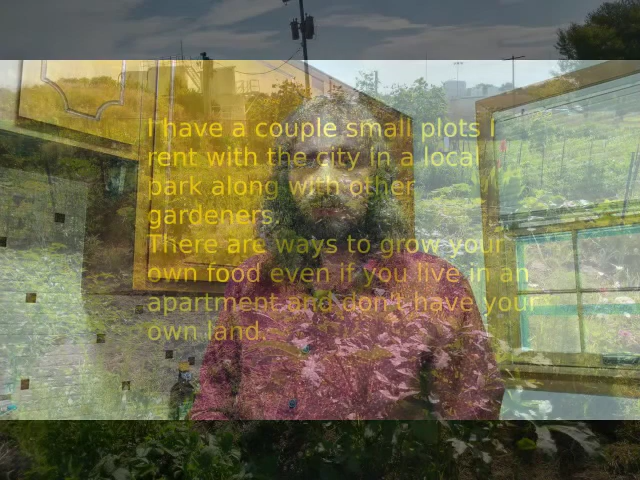 I have a couple small plots I
rent with the city in a local
park along with other
gardeners.
There are ways to grow your
own food even if you live in an
apartment and don't have your
own land.